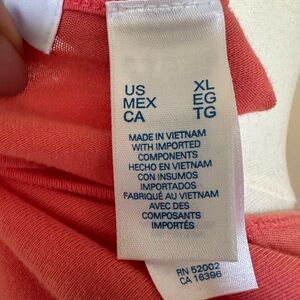 US XL
MEX EG
CA TG
MADE IN VIETNAM
WITH IMPORTED
COMPONENTS
HECHO EN VIETNAM
CON INSUMOS
IMPORTADOS
FABRIQUÉ AU VIETNAM
AVEC DES
COMPOSANTS
IMPORTÉS
RN 52002
CA 16396